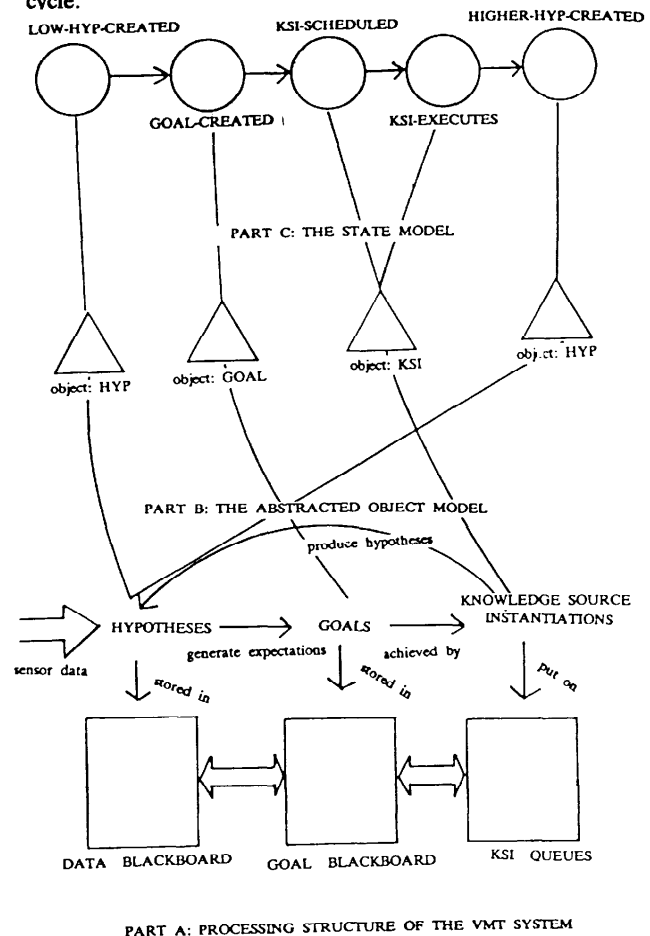 cycle.
LOW-HYP-CREATED
KSI-SCHEDULED
HIGHER-HYP-CREATED
GOAL-CREATED
KSI-EXECUTES
PART C: THE STATE MODEL
object: HYP
object: GOAL
object: KSI
obj.ct: HYP
PART B: THE ABSTRACTED OBJECT MODEL
produce hypotheses
KNOWLEDGE SOURCE
INSTANTIATIONS
HYPOTHESES
GOALS
sensor data
generate expectations
achieved by
stored in
stored in
put on
DATA BLACKBOARD
GOAL BLACKBOARD
KSI QUEUES
PART A: PROCESSING STRUCTURE OF THE VMT SYSTEM